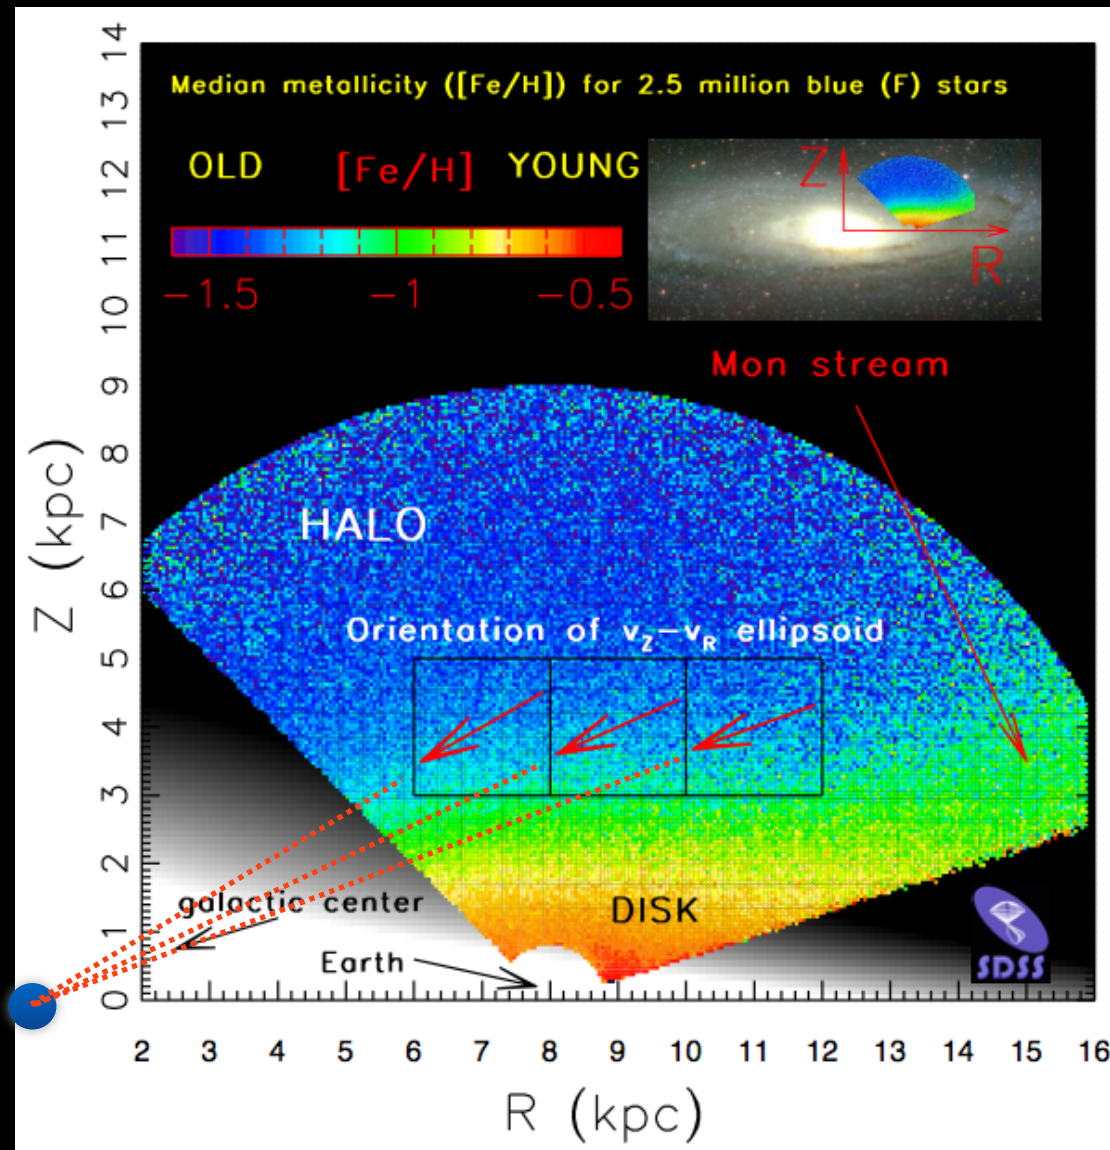 Median metallicity ([Fe/H]) for 2.5 million blue (F) stars
OLD [Fe/H] YOUNG
-1.5 -1 -0.5
Z
R
Mon stream
HALO
Orientation of vZ-vR ellipsoid
galactic center
DISK
Earth
SDSS
14
13
12
11
10
9
8
7
6
5
4
3
2
1
0
Z (kpc)
2 3 4 5 6 7 8 9 10 11 12 13 14 15 16
R (kpc)